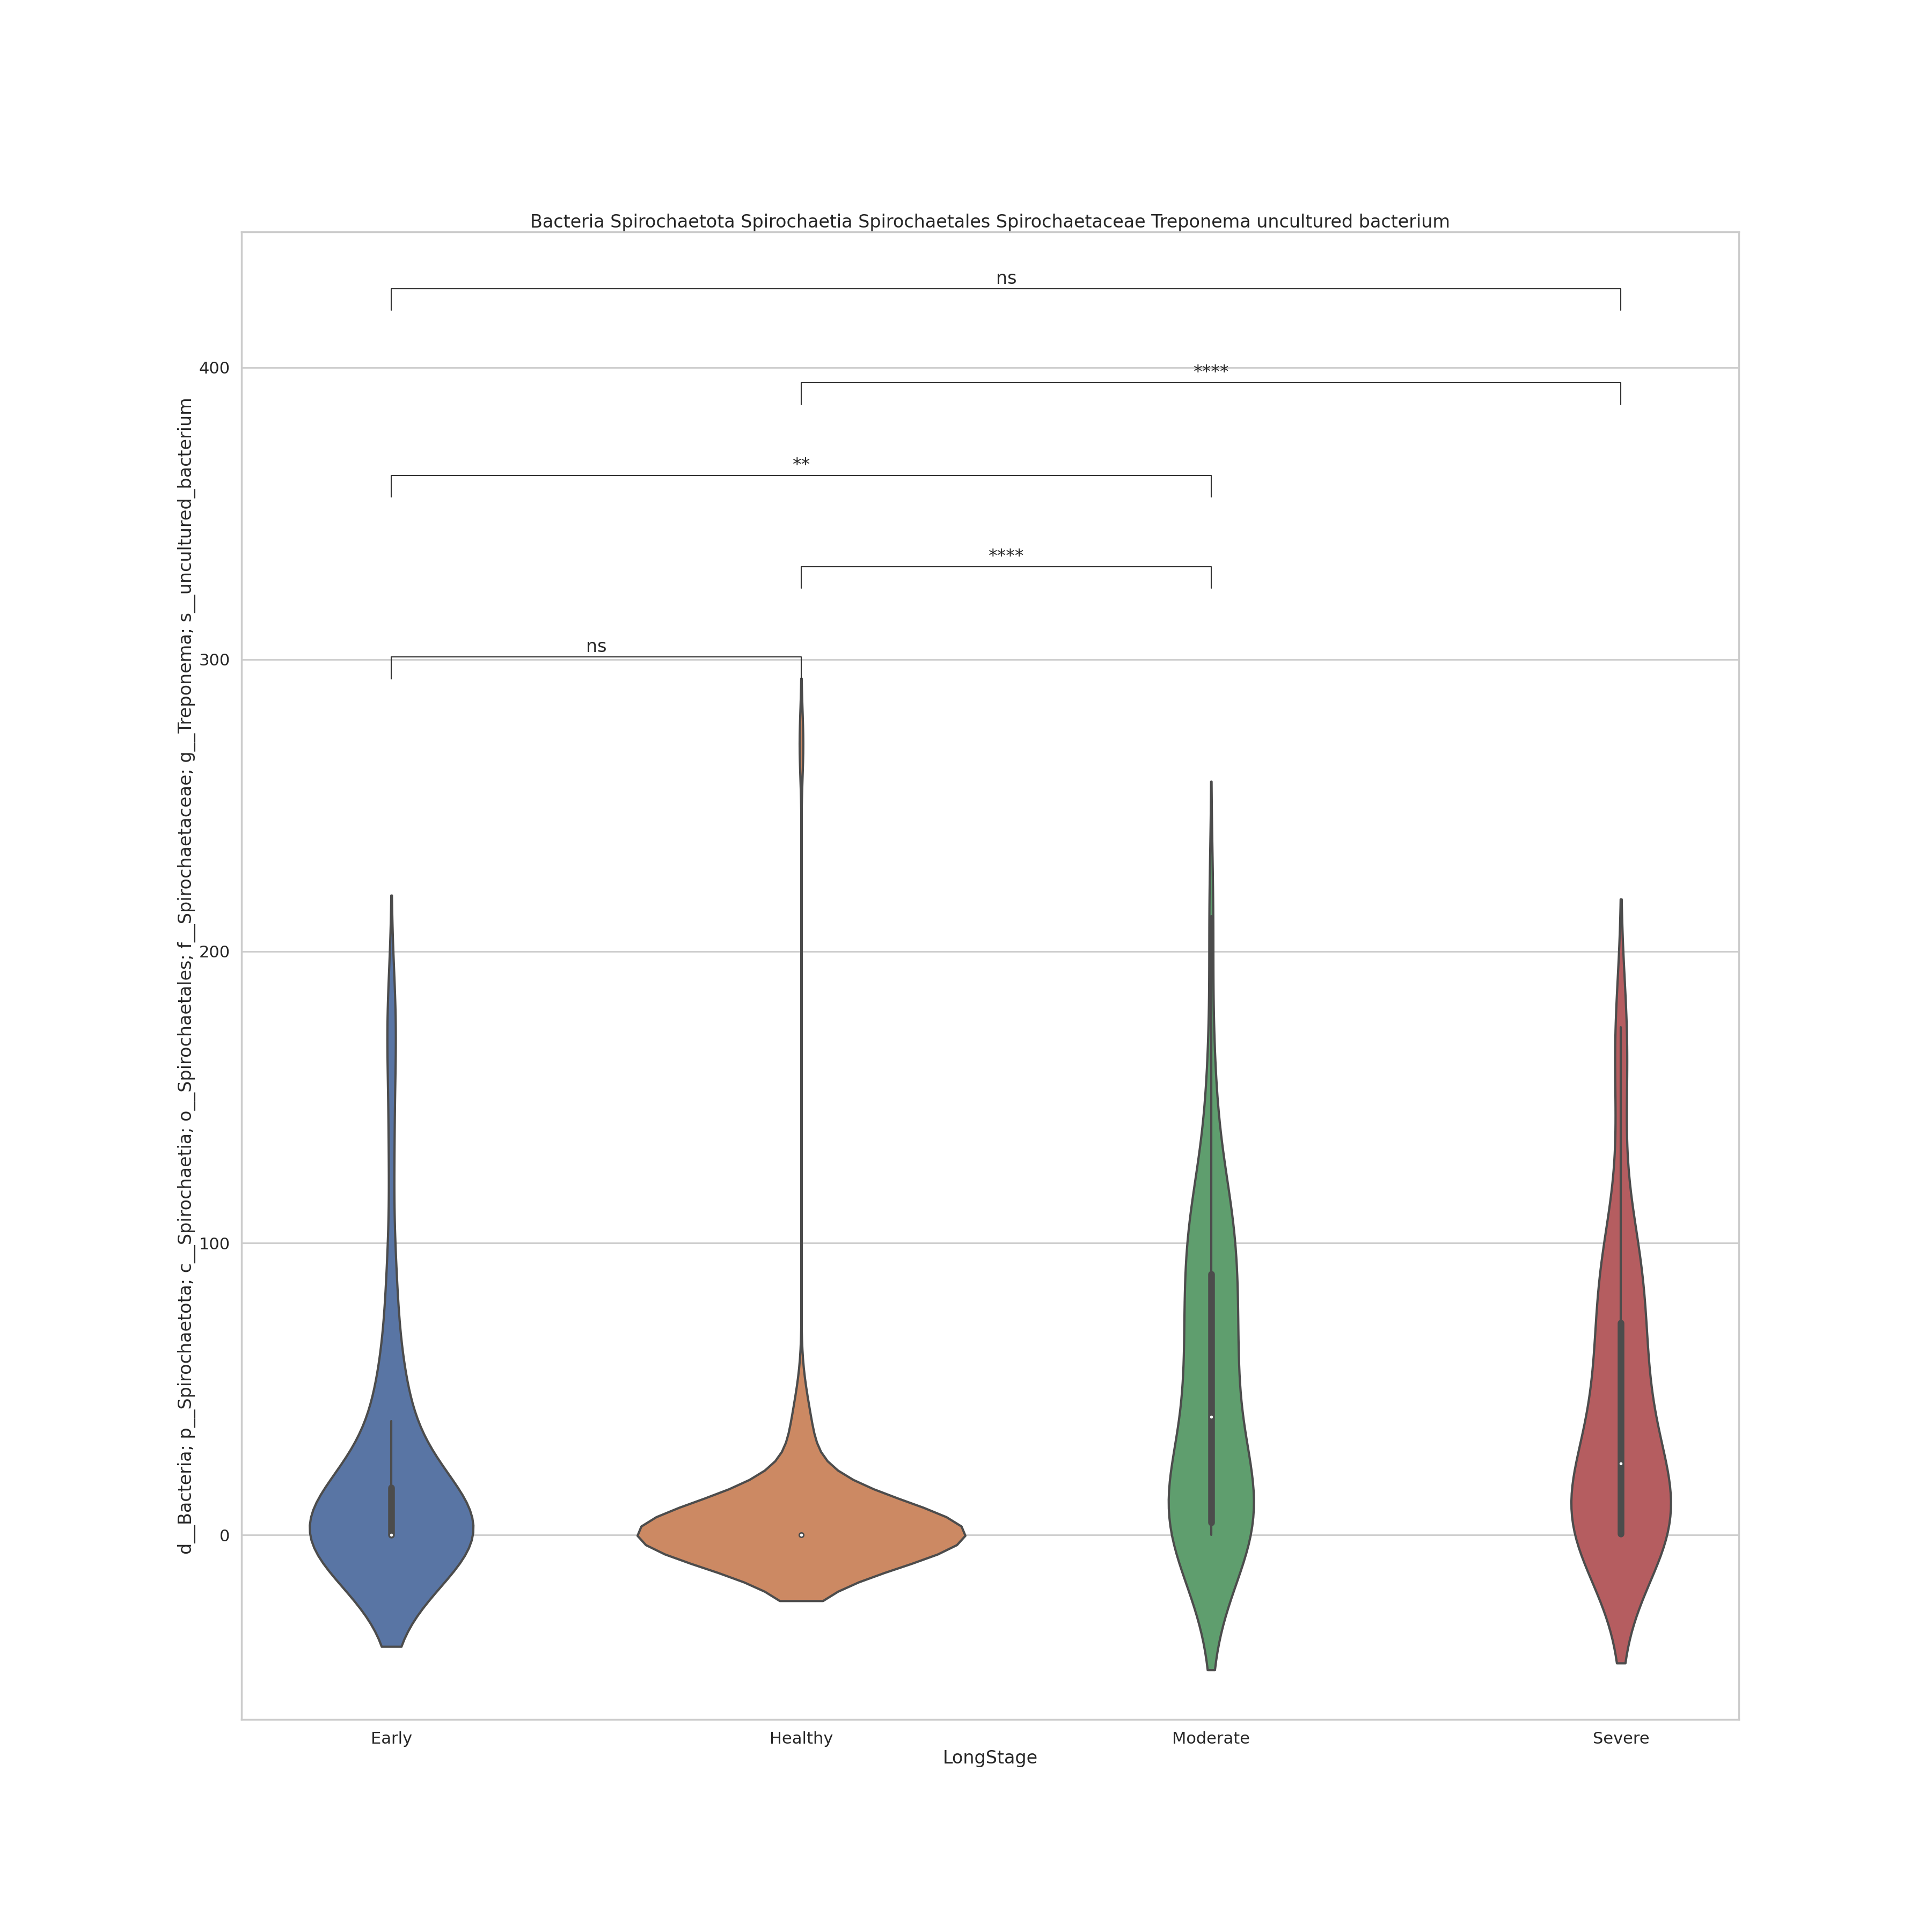 Bacteria Spirochaetota Spirochaetia Spirochaetales Spirochaetaceae Treponema uncultured bacterium
d__Bacteria; p__Spirochaetota; c__Spirochaetia; o__Spirochaetales; f__Spirochaetaceae; g__Treponema; s__uncultured_bacterium
ns
400
****
**
****
ns
300
200
100
0
Early Healthy Moderate Severe
LongStage